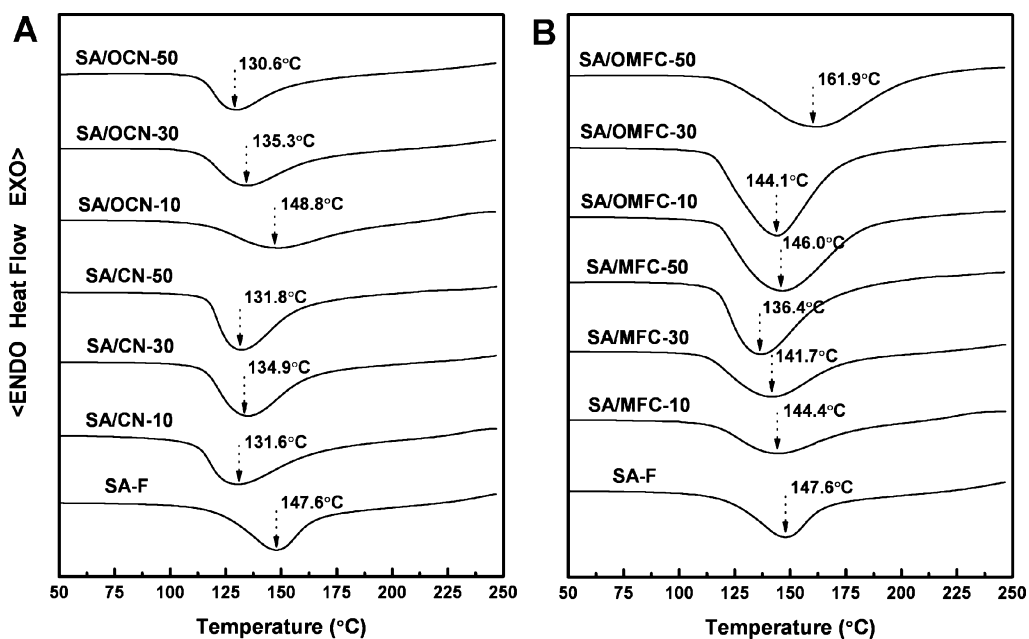 A
SA/OCN-50
130.6°C
SA/OCN-30
135.3°C
SA/OCN-10
148.8°C
SA/CN-50
131.8°C
SA/CN-30
134.9°C
SA/CN-10
131.6°C
SA-F
147.6°C
<ENDO Heat Flow EXO>
50 75 100 125 150 175 200 225 250
Temperature (°C)
B
SA/OMFC-50
161.9°C
SA/OMFC-30
144.1°C
SA/OMFC-10
146.0°C
SA/MFC-50
136.4°C
SA/MFC-30
141.7°C
SA/MFC-10
144.4°C
SA-F
147.6°C
50 75 100 125 150 175 200 225 250
Temperature (°C)